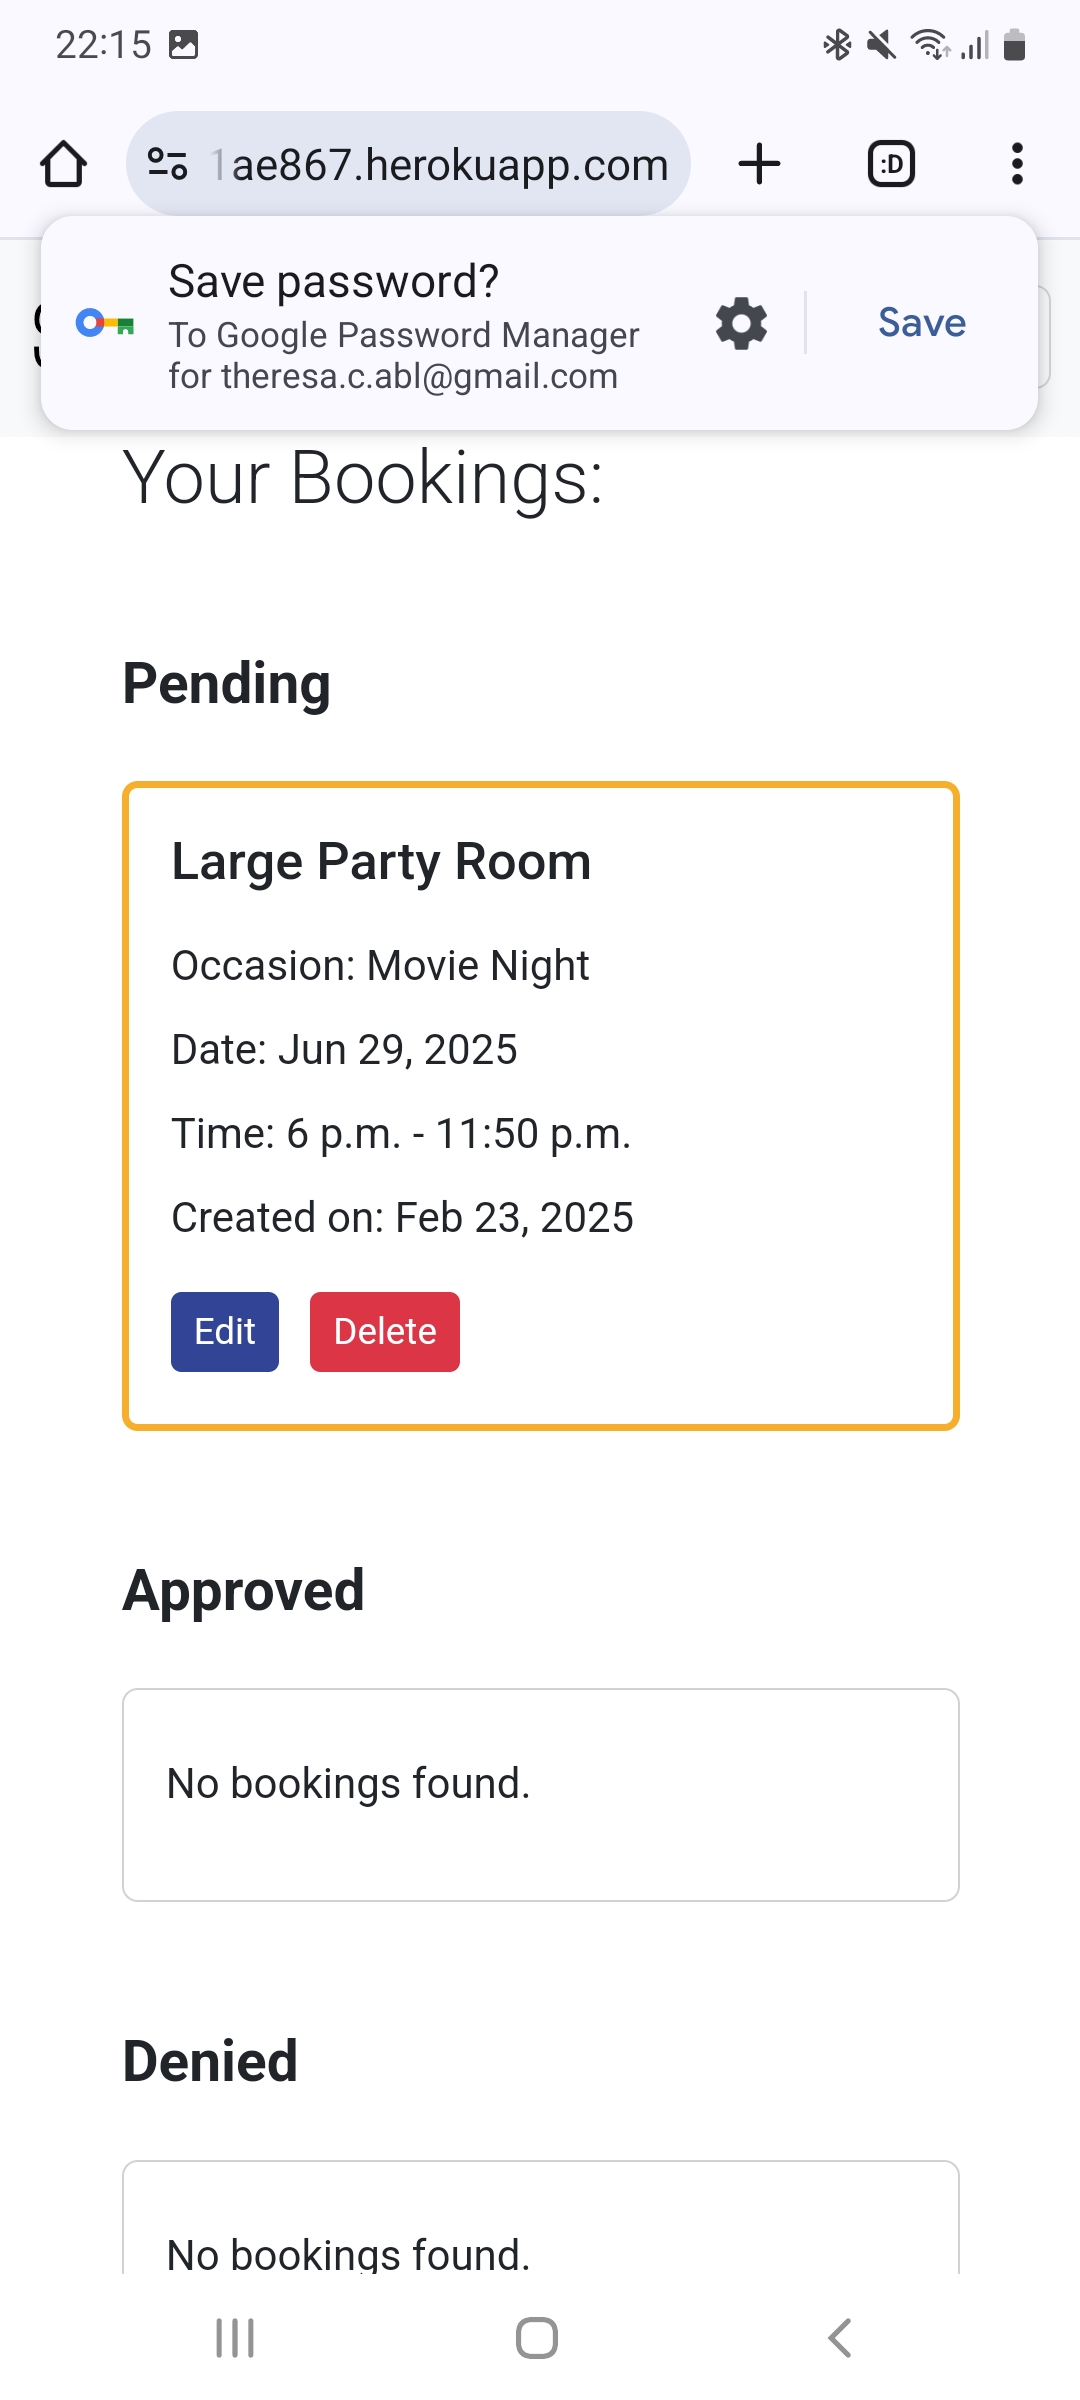 22:15
1ae867.herokuapp.com
:D
Save password?
To Google Password Manager
for theresa.c.abl@gmail.com
Save
Your Bookings:
Pending
Large Party Room
Occasion: Movie Night
Date: Jun 29, 2025
Time: 6 p.m. - 11:50 p.m.
Created on: Feb 23, 2025
Edit
Delete
Approved
No bookings found.
Denied
No bookings found.